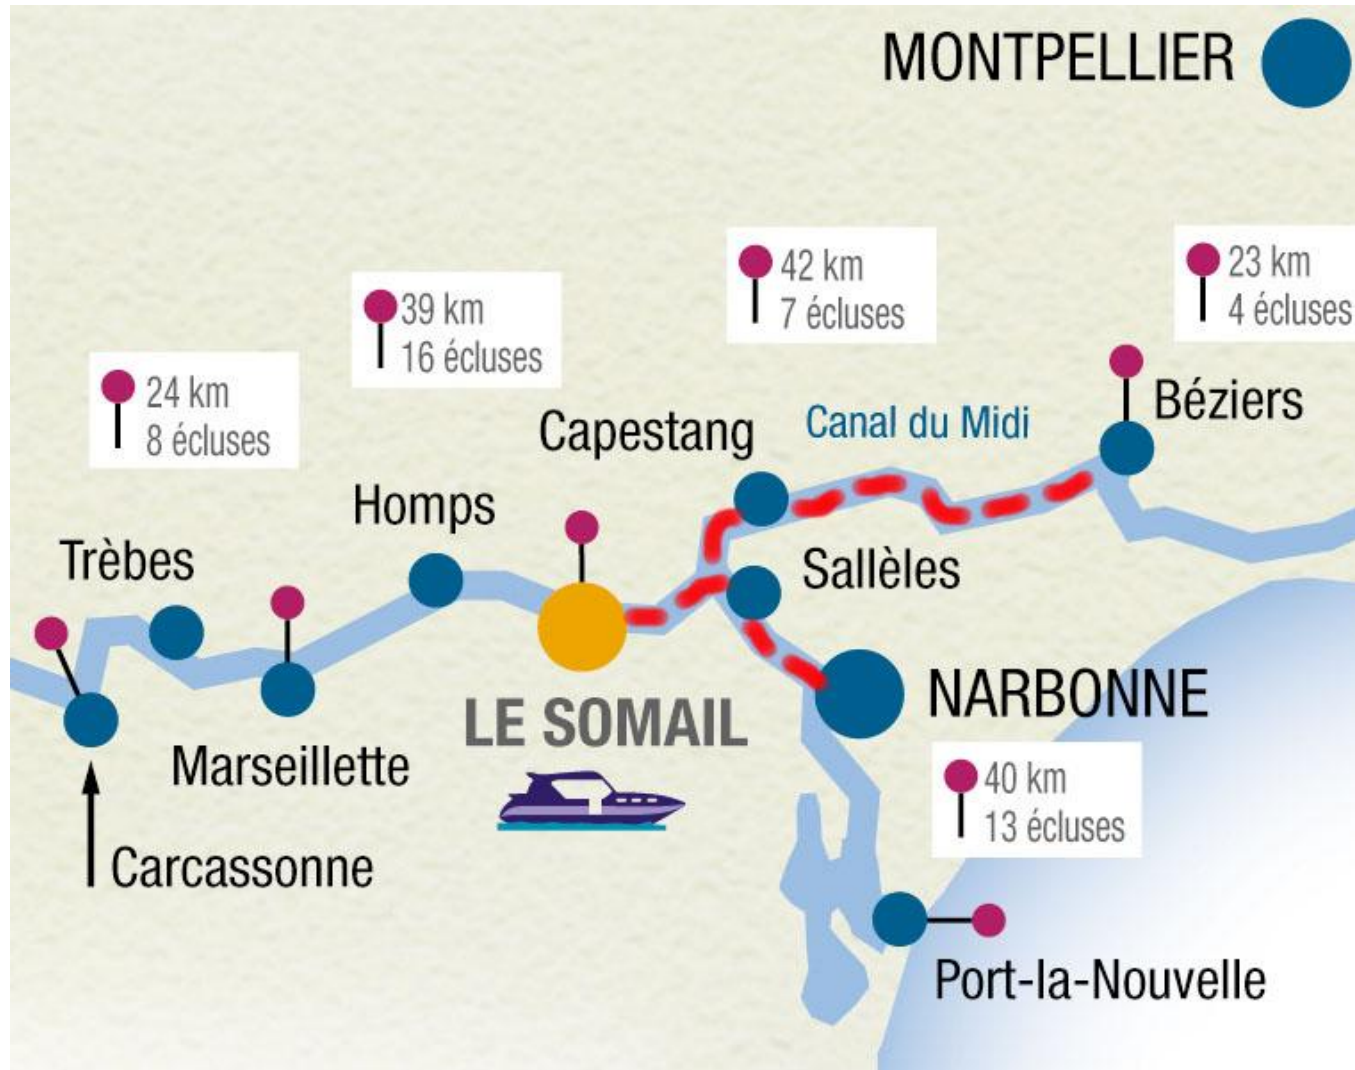 MONTPELLIER
42 km
7 écluses
23 km
4 écluses
39 km
16 écluses
24 km
8 écluses
Béziers
Canal du Midi
Capestang
Homps
Trèbes
Sallèles
NARBONNE
LE SOMAIL
Marseillette
40 km
13 écluses
Carcassonne
Port-la-Nouvelle